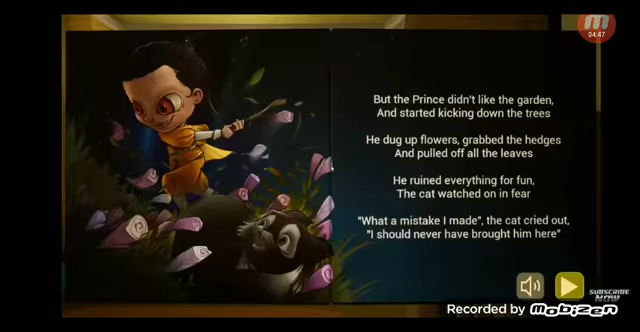 04:47
But the Prince didn't like the garden,
And started kicking down the trees
He dug up flowers, grabbed the hedges
And pulled off all the leaves
He ruined everything for fun,
The cat watched on in fear
"What a mistake I made", the cat cried out,
"I should never have brought him here"
SUBSCRIBE
NOW
Recorded by Mobizen